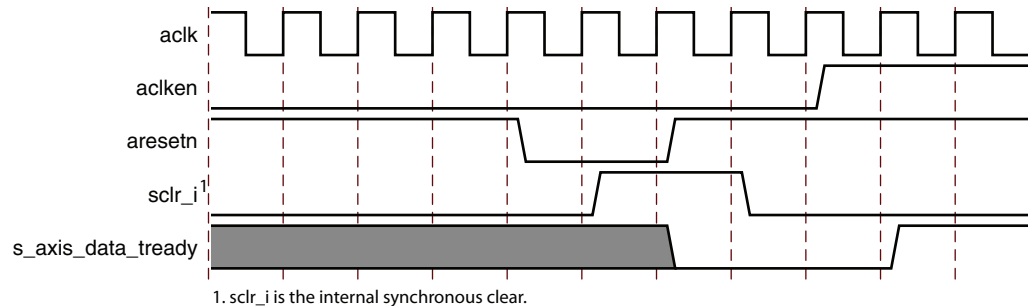 aclk
aclken
aresetn
sclr_i1
s_axis_data_tready
1. sclr_i is the internal synchronous clear.